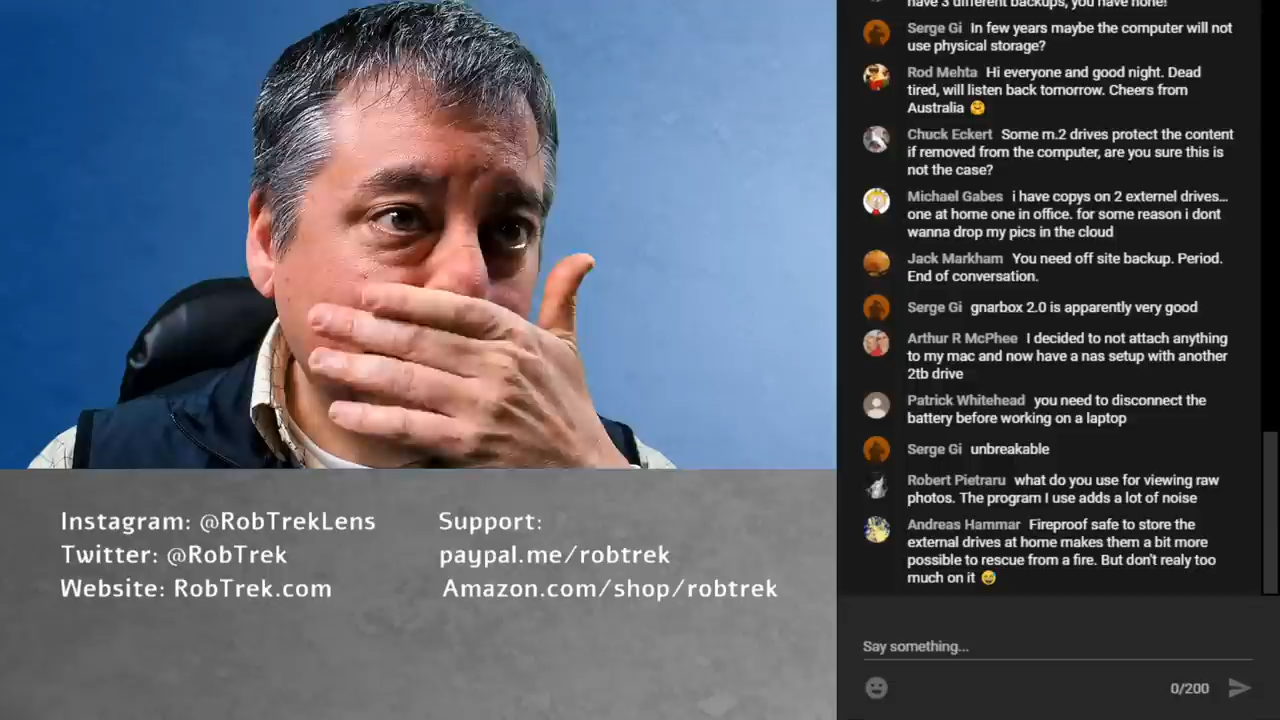 have 3 different backups, you have none!
Serge Gi In few years maybe the computer will not
use physical storage?
Rod Mehta Hi everyone and good night. Dead
tired, will listen back tomorrow. Cheers from
Australia 🤗
Chuck Eckert Some m.2 drives protect the content
if removed from the computer, are you sure this is
not the case?
Michael Gabes i have copys on 2 externel drives...
one at home one in office. for some reason i dont
wanna drop my pics in the cloud
Jack Markham You need off site backup. Period.
End of conversation.
Serge Gi gnarbox 2.0 is apparently very good
Arthur R McPhee I decided to not attach anything
to my mac and now have a nas setup with another
2tb drive
Patrick Whitehead you need to disconnect the
battery before working on a laptop
Serge Gi unbreakable
Robert Pietraru what do you use for viewing raw
photos. The program I use adds a lot of noise
Andreas Hammar Fireproof safe to store the
external drives at home makes them a bit more
possible to rescue from a fire. But don't realy too
much on it 😅
Say something...
0/200
Instagram: @RobTrekLens
Twitter: @RobTrek
Website: RobTrek.com
Support:
paypal.me/robtrek
Amazon.com/shop/robtrek